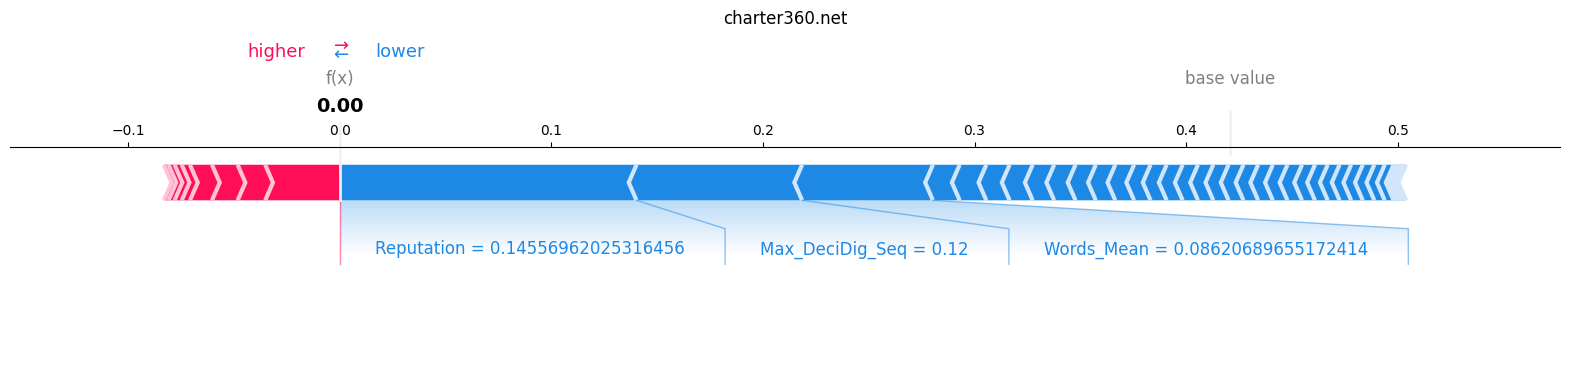 charter360.net
higher → ← lower
f(x) base value
0.00
−0.1 0.0 0.1 0.2 0.3 0.4 0.5
Reputation = 0.14556962025316456 Max_DeciDig_Seq = 0.12 Words_Mean = 0.08620689655172414